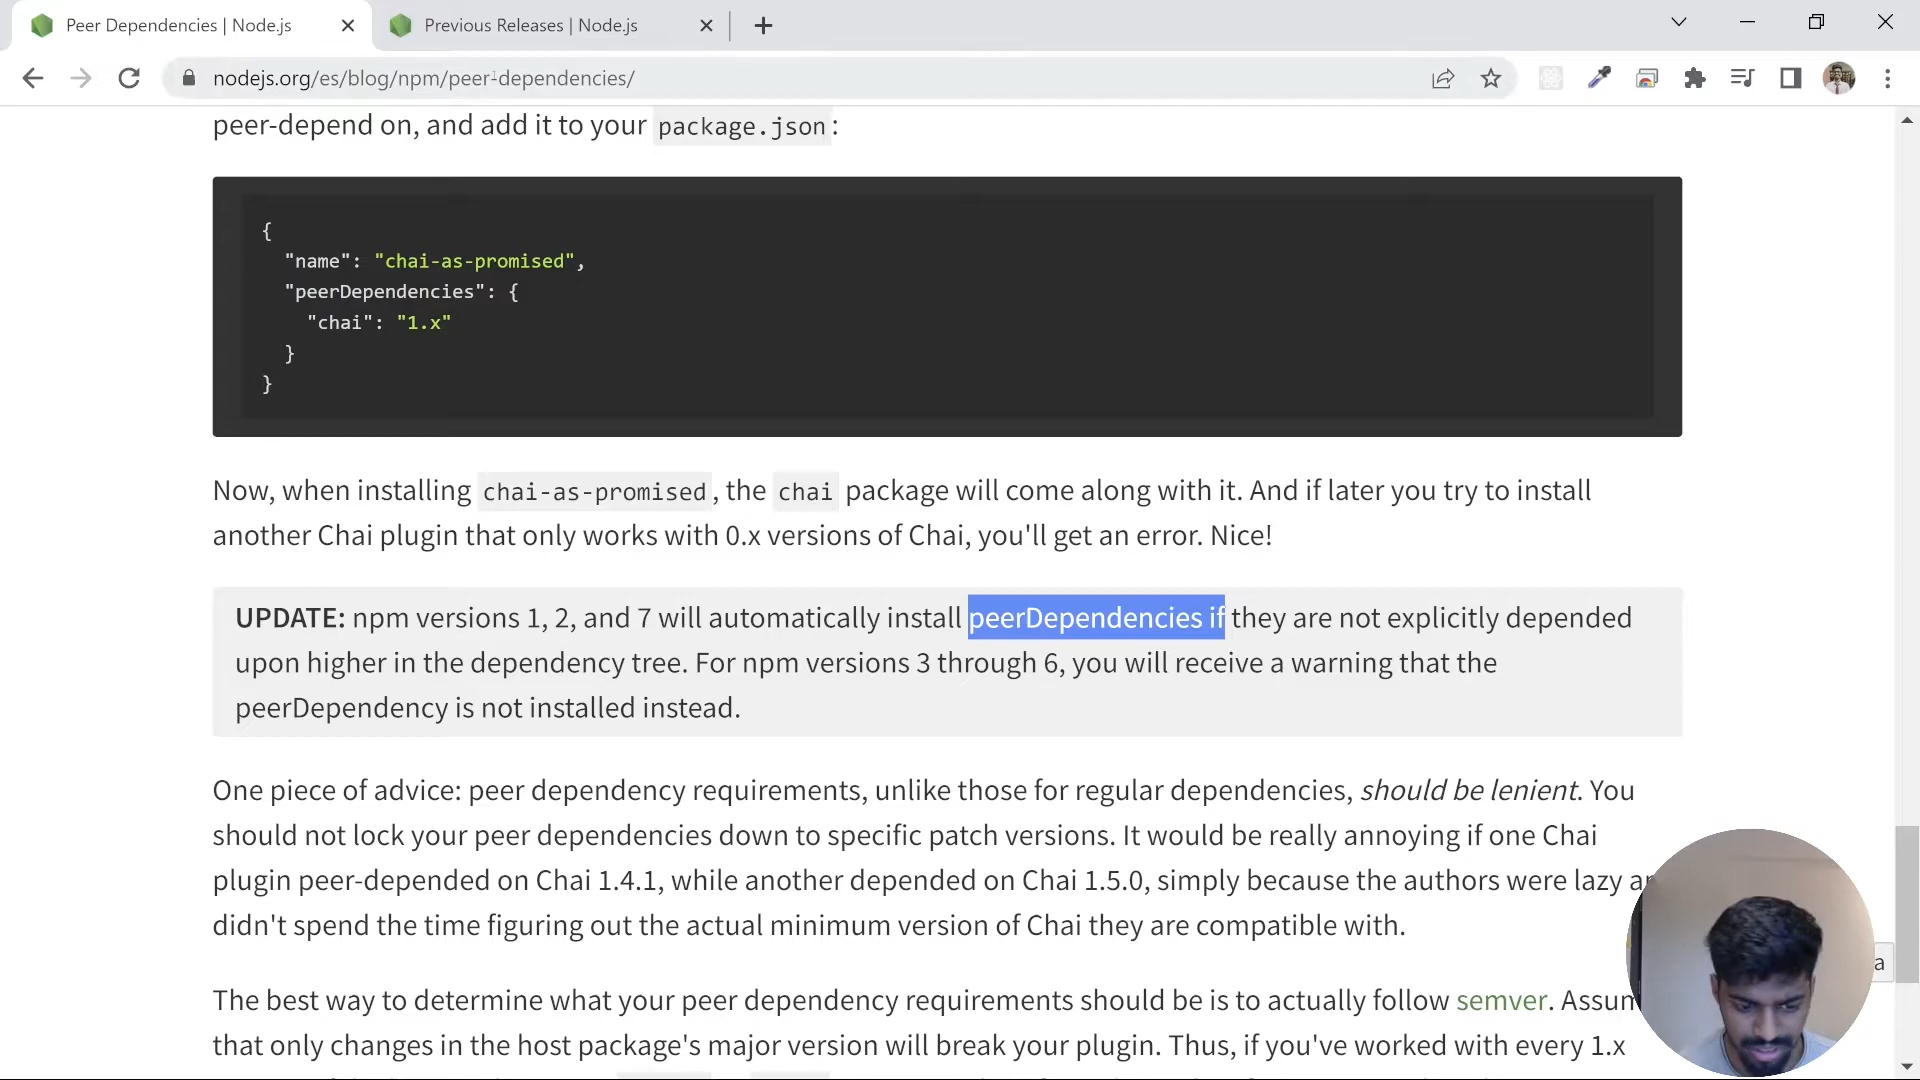 Peer Dependencies | Node.js
Previous Releases | Node.js
nodejs.org/es/blog/npm/peer-dependencies/
peer-depend on, and add it to your package.json:
{
"name": "chai-as-promised",
"peerDependencies": {
"chai": "1.x"
}
}
Now, when installing chai-as-promised, the chai package will come along with it. And if later you try to install
another Chai plugin that only works with 0.x versions of Chai, you'll get an error. Nice!
UPDATE: npm versions 1, 2, and 7 will automatically install peerDependencies if they are not explicitly depended
upon higher in the dependency tree. For npm versions 3 through 6, you will receive a warning that the
peerDependency is not installed instead.
One piece of advice: peer dependency requirements, unlike those for regular dependencies, should be lenient. You
should not lock your peer dependencies down to specific patch versions. It would be really annoying if one Chai
plugin peer-depended on Chai 1.4.1, while another depended on Chai 1.5.0, simply because the authors were lazy
didn't spend the time figuring out the actual minimum version of Chai they are compatible with.
The best way to determine what your peer dependency requirements should be is to actually follow semver. Assum
that only changes in the host package's major version will break your plugin. Thus, if you've worked with every 1.x